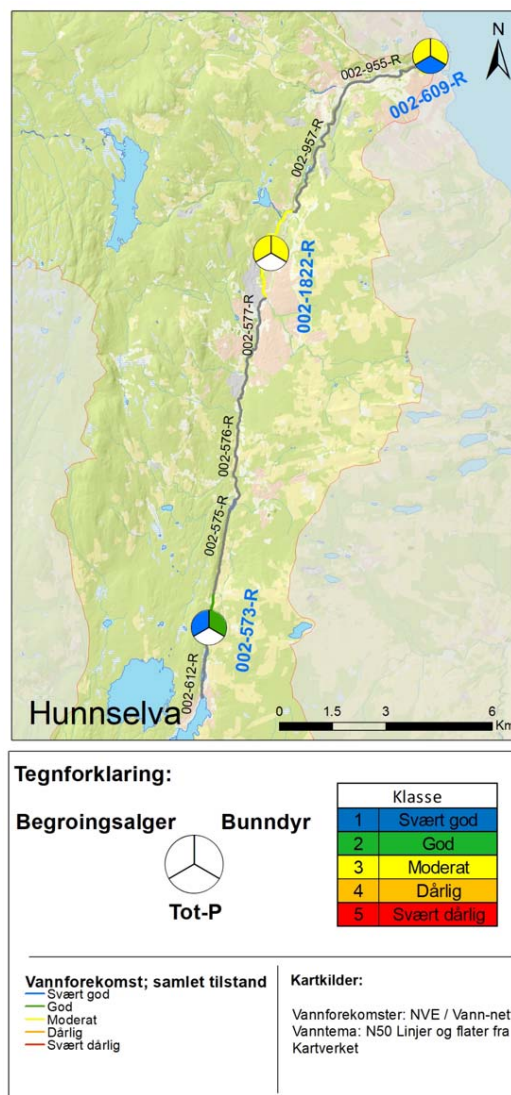 N
002-955-R
002-609-R
002-957-R
002-1822-R
002-577-R
002-576-R
002-575-R
002-573-R
002-612-R
Hunnselva
0 1.5 3 6
Km
Tegnforklaring:
Begroingsalger Bunndyr
Tot-P
Klasse
1 Svært god
2 God
3 Moderat
4 Dårlig
5 Svært dårlig
Vannforekomst; samlet tilstand
Svært god
God
Moderat
Dårlig
Svært dårlig
Kartkilder:
Vannforekomster: NVE / Vann-nett
Vanntema: N50 Linjer og flater fra
Kartverket